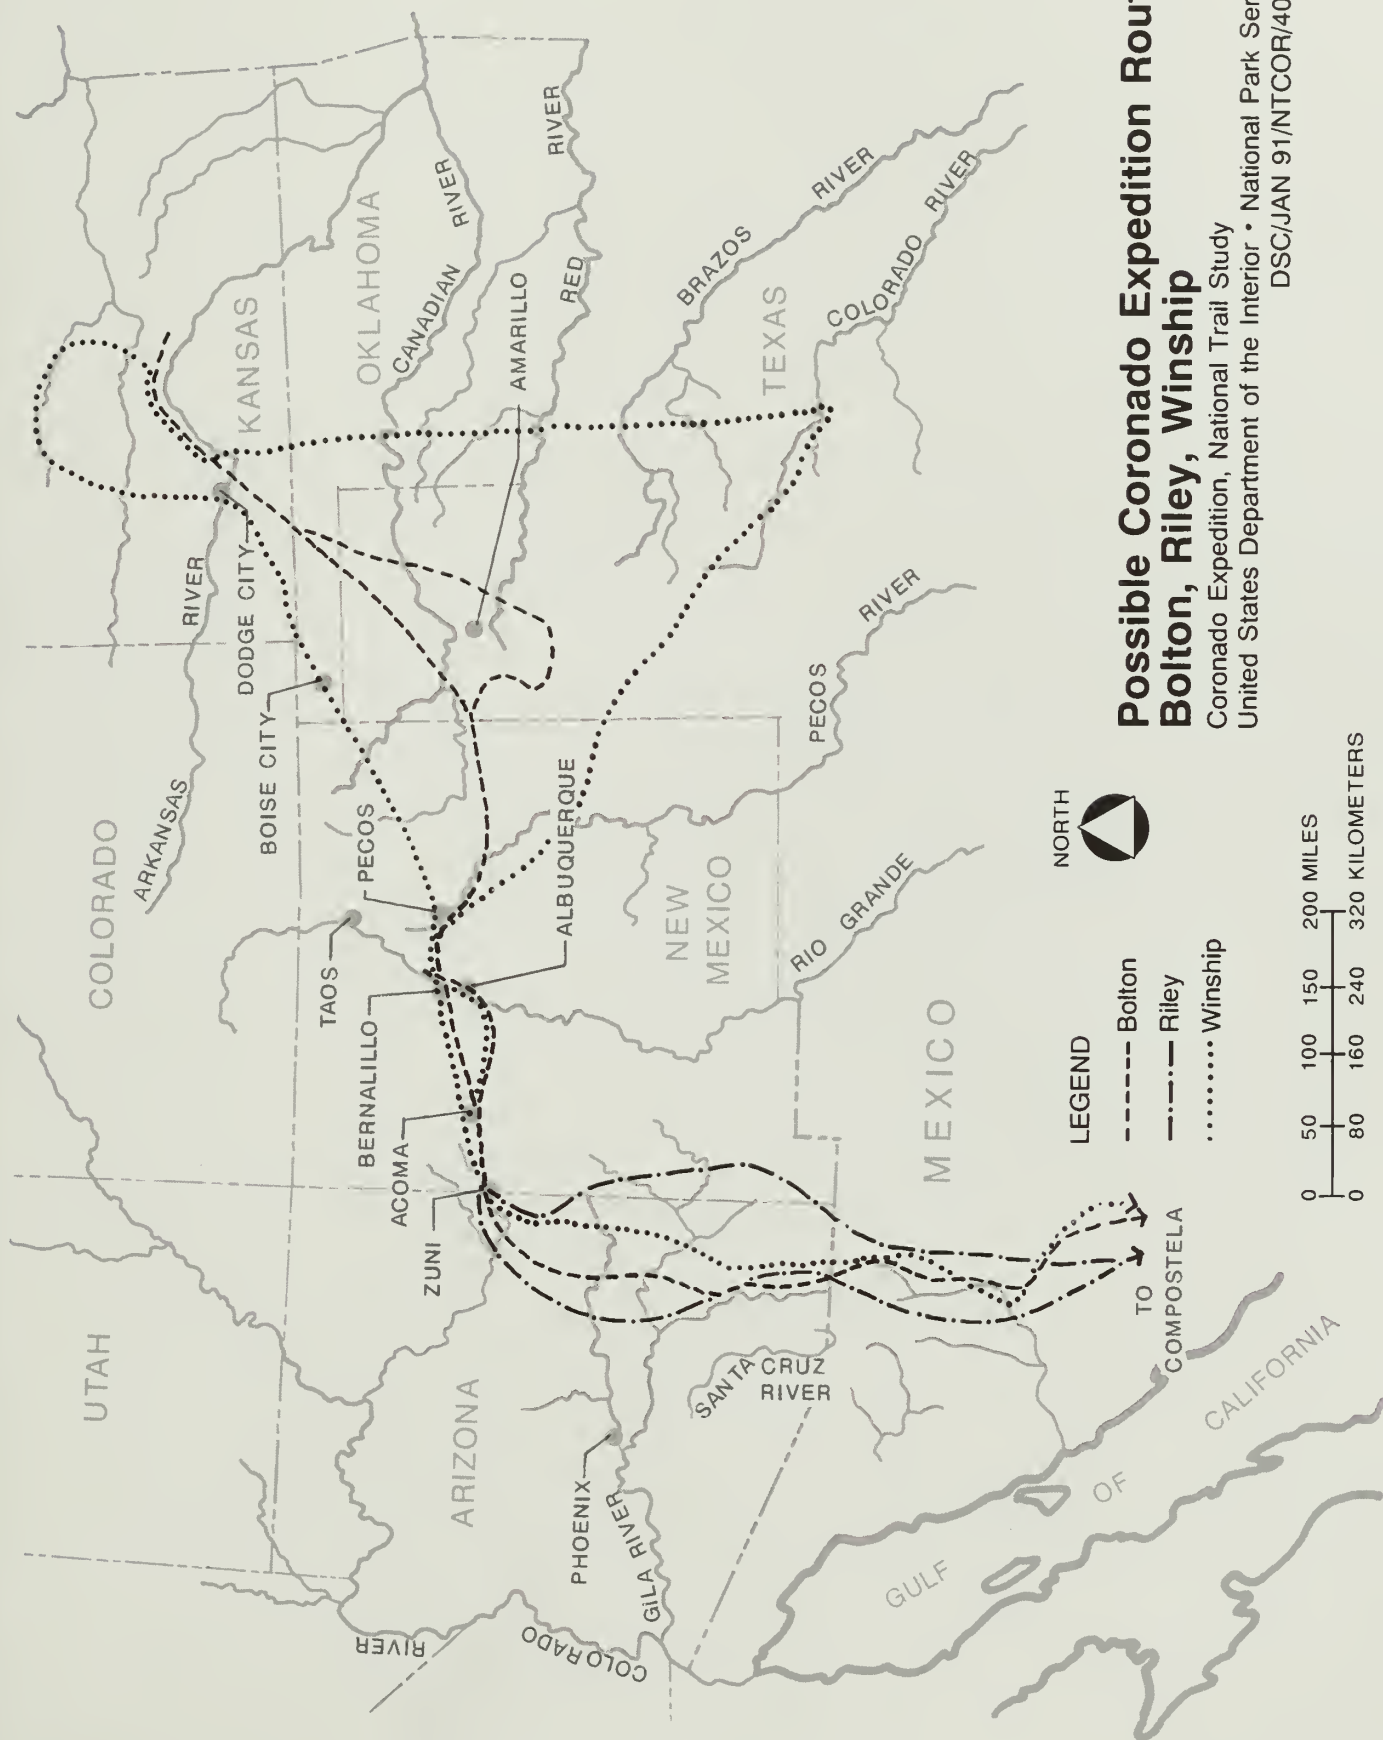 UTAH
COLORADO
KANSAS
OKLAHOMA
ARIZONA
NEW
MEXICO
TEXAS
MEXICO
ARKANSAS
RIVER
CANADIAN
RIVER
RED
RIVER
BRAZOS
RIVER
COLORADO
RIVER
PECOS
RIVER
RIO GRANDE
COLORADO
RIVER
GILA RIVER
SANTA CRUZ
RIVER
GULF
OF
CALIFORNIA
TAOS
BERNALILLO
ACOMA
ZUNI
PHOENIX
PECOS
ALBUQUERQUE
BOISE CITY
DODGE CITY
AMARILLO
TO
COMPOSTELA
NORTH
LEGEND
Bolton
Riley
Winship
0 50 100 150 200 MILES
0 80 160 240 320 KILOMETERS
Possible Coronado Expedition Rout
Bolton, Riley, Winship
Coronado Expedition, National Trail Study
United States Department of the Interior • National Park Ser
DSC/JAN 91/NTCOR/40